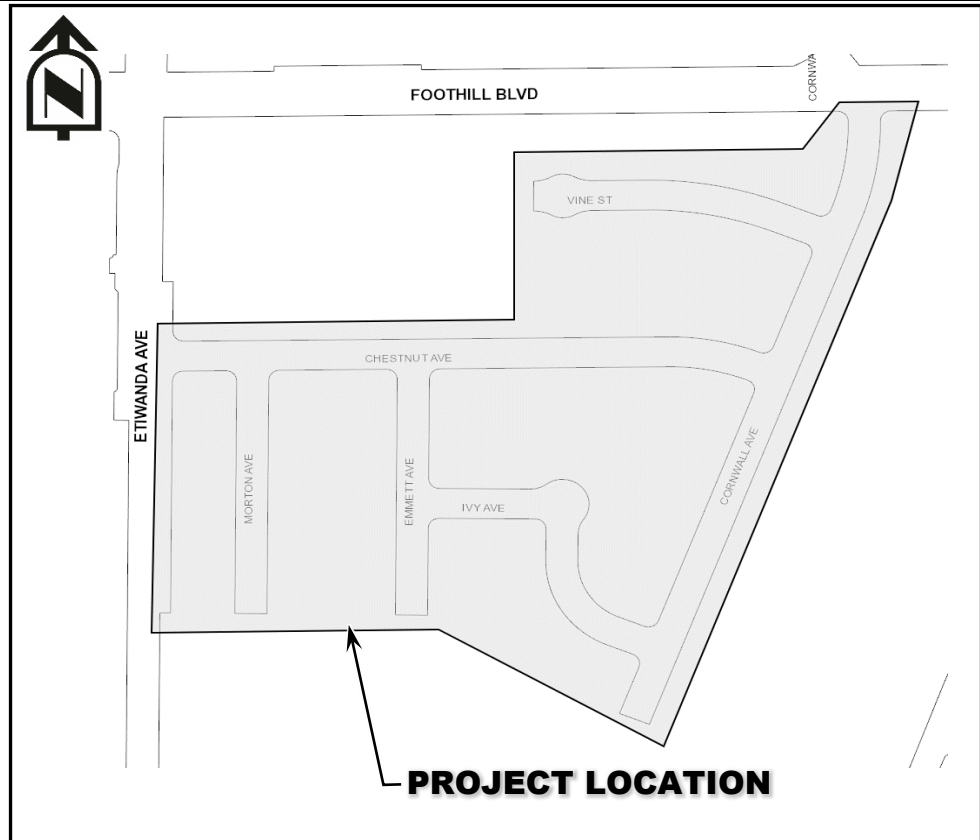 N
FOOTHILL BLVD
CORNWA
VINE ST
ETIWANDA AVE
CHESTNUT AVE
MORTON AVE
EMMETT AVE
IVY AVE
CORNWALL AVE
PROJECT LOCATION